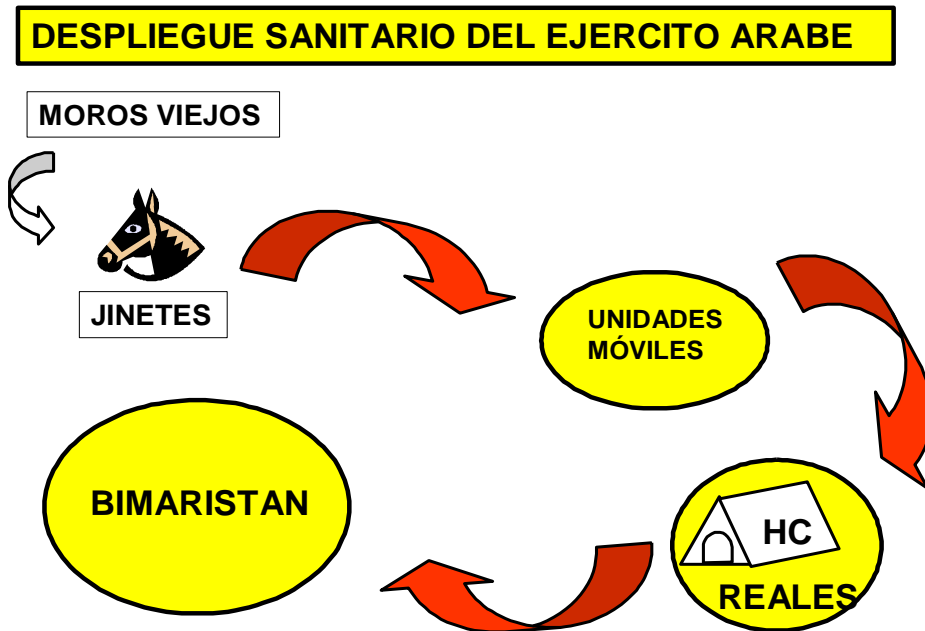 DESPLIEGUE SANITARIO DEL EJERCITO ARABE
MOROS VIEJOS
JINETES
UNIDADES
MÓVILES
BIMARISTAN
HC
REALES